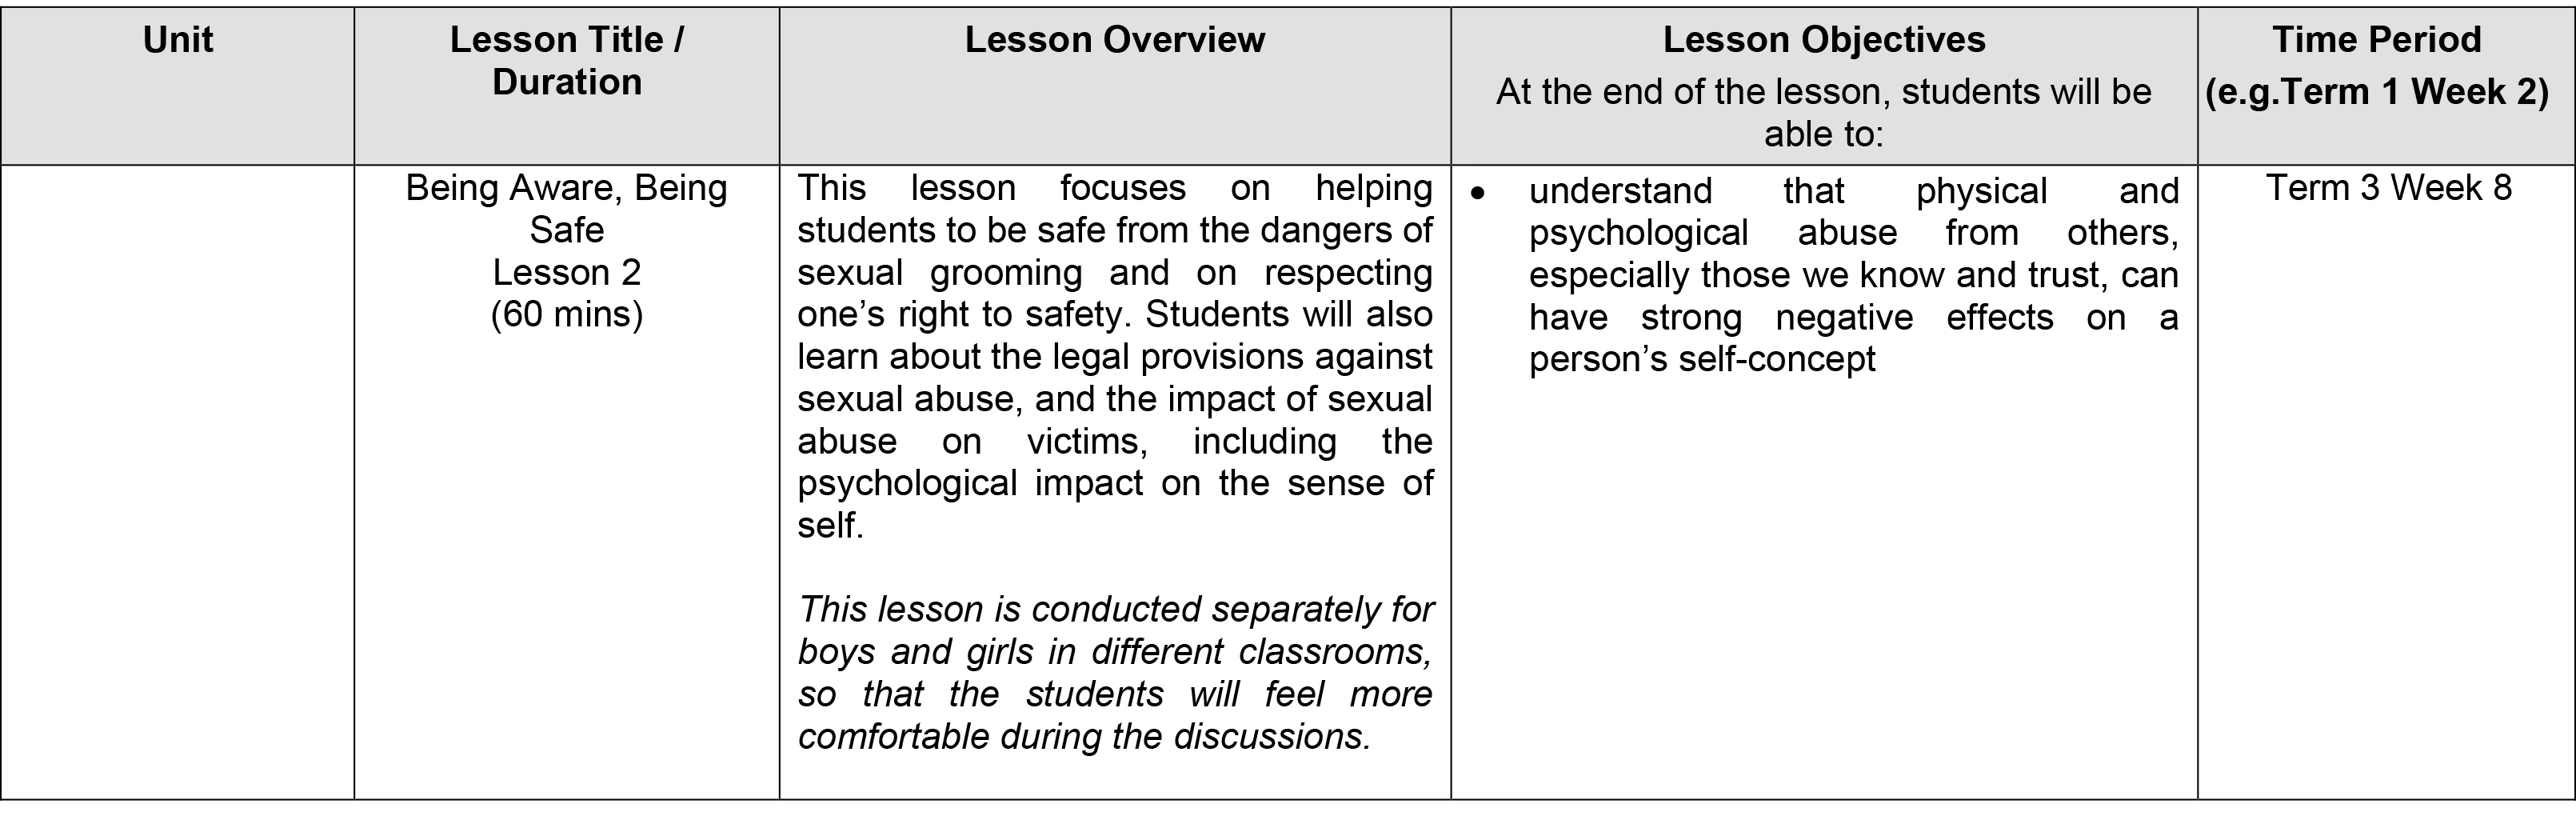 Unit
Lesson Title /
Duration
Lesson Overview
Lesson Objectives
At the end of the lesson, students will be
able to:
Time Period
(e.g.Term 1 Week 2)
Being Aware, Being
Safe
Lesson 2
(60 mins)
This lesson focuses on helping
students to be safe from the dangers of
sexual grooming and on respecting
one’s right to safety. Students will also
learn about the legal provisions against
sexual abuse, and the impact of sexual
abuse on victims, including the
psychological impact on the sense of
self.
This lesson is conducted separately for
boys and girls in different classrooms,
so that the students will feel more
comfortable during the discussions.
• understand that physical and
psychological abuse from others,
especially those we know and trust, can
have strong negative effects on a
person’s self-concept
Term 3 Week 8